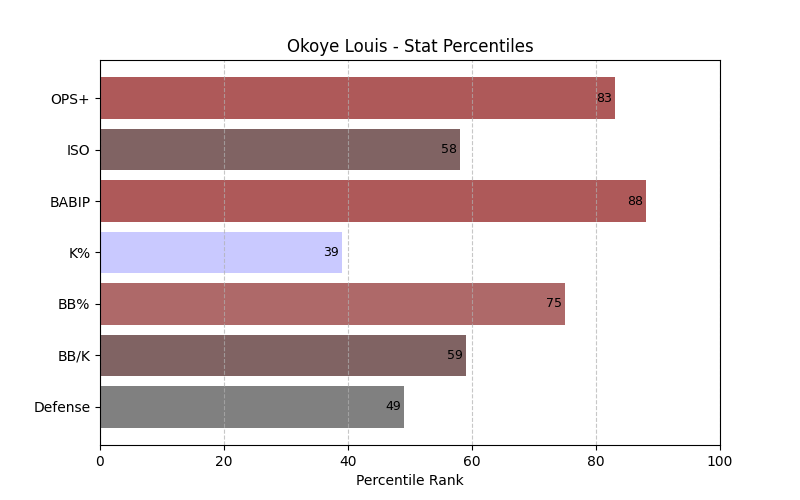 Okoye Louis - Stat Percentiles
OPS+ 83
ISO 58
BABIP 88
K% 39
BB% 75
BB/K 59
Defense 49
0 20 40 60 80 100
Percentile Rank